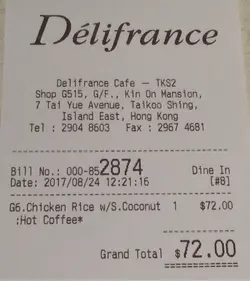 Délifrance
Delifrance Cafe — TKS2
Shop G515, G/F., Kin On Mansion,
7 Tai Yue Avenue, Taikoo Shing,
Island East, Hong Kong
Tel : 2904 8603 Fax : 2967 4681
Bill No.: 000-852874 Dine In
Date: 2017/08/24 12:21:16 [#8]
G6.Chicken Rice w/S.Coconut 1 $72.00
:Hot Coffee*
Grand Total $72.00